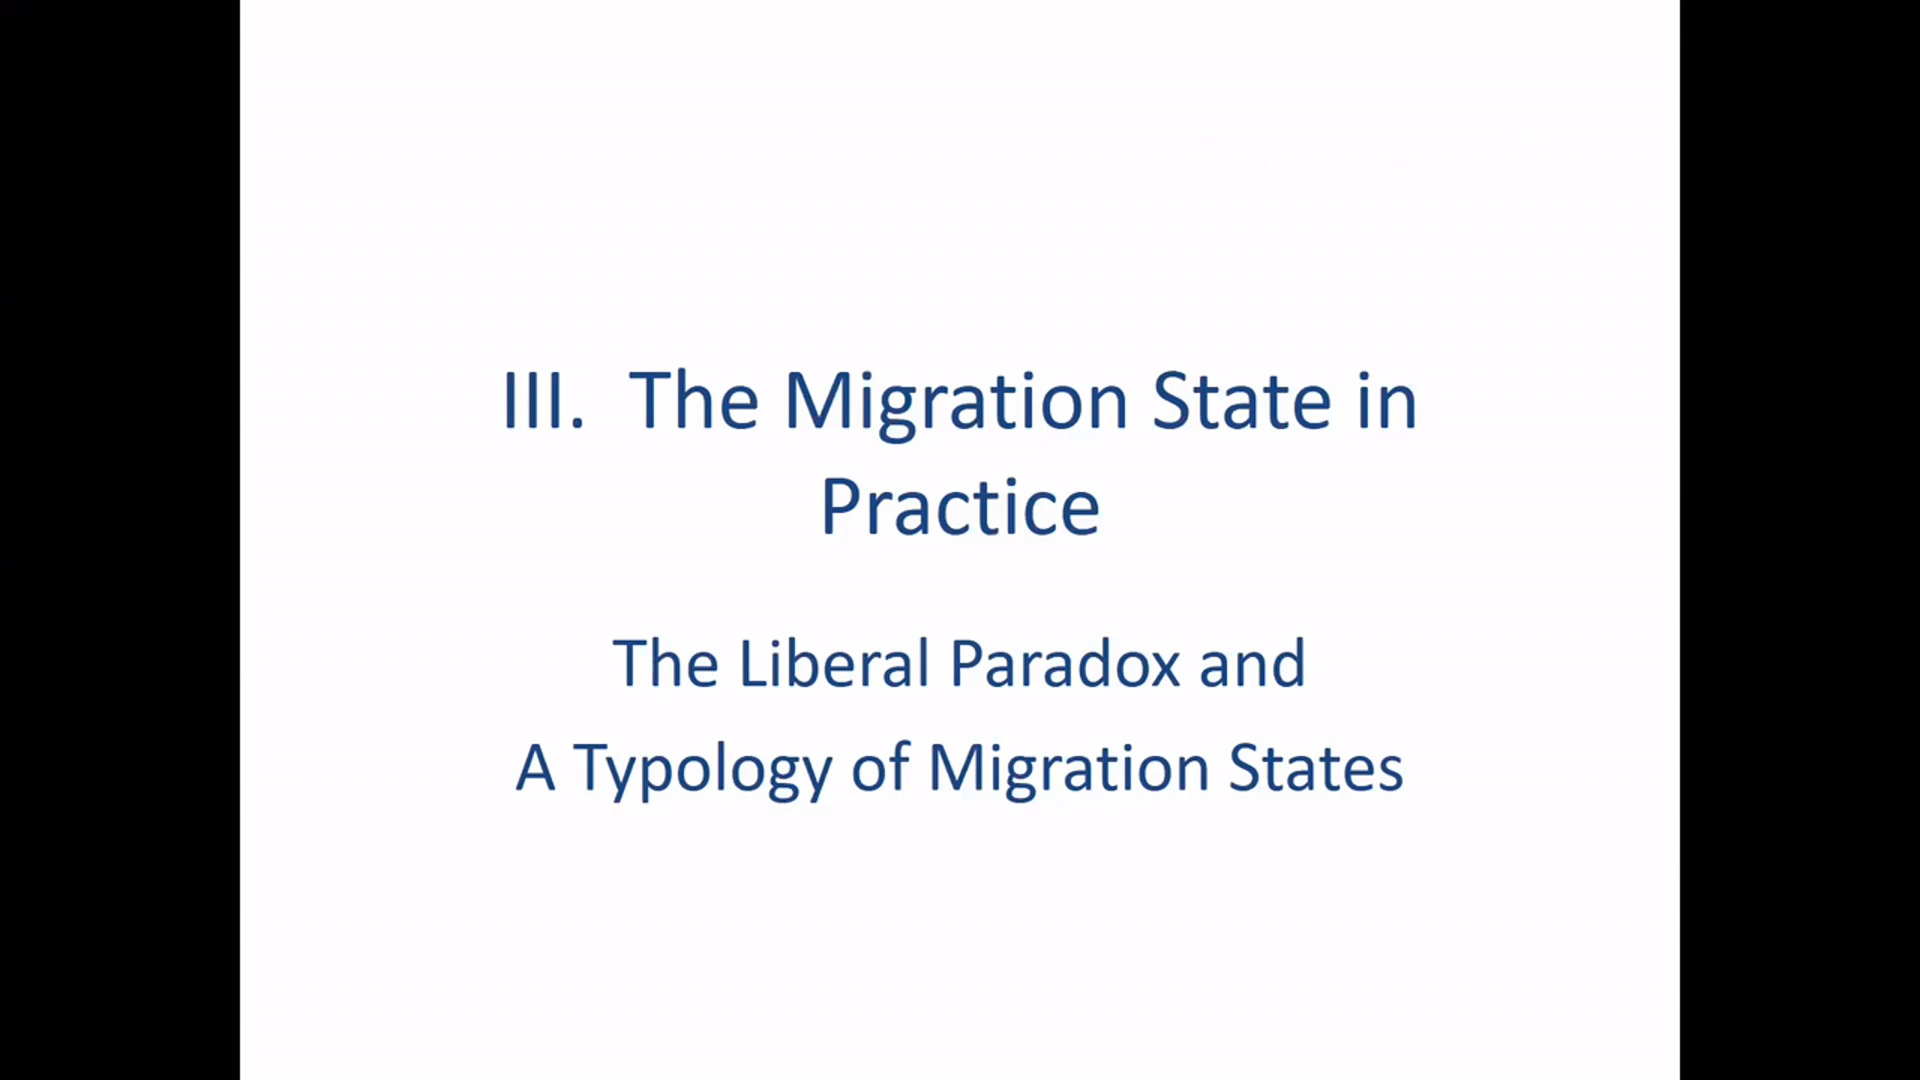 III.  The Migration State in
Practice
The Liberal Paradox and
A Typology of Migration States